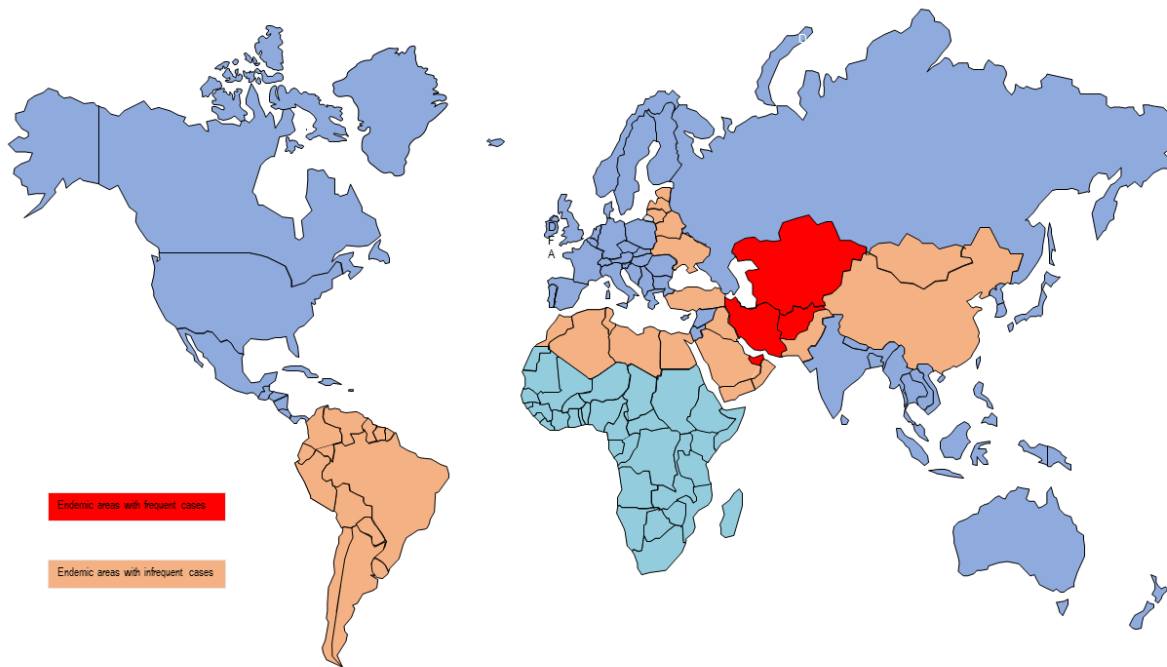 D
D
F
A
Endemic areas with frequent cases
Endemic areas with infrequent cases